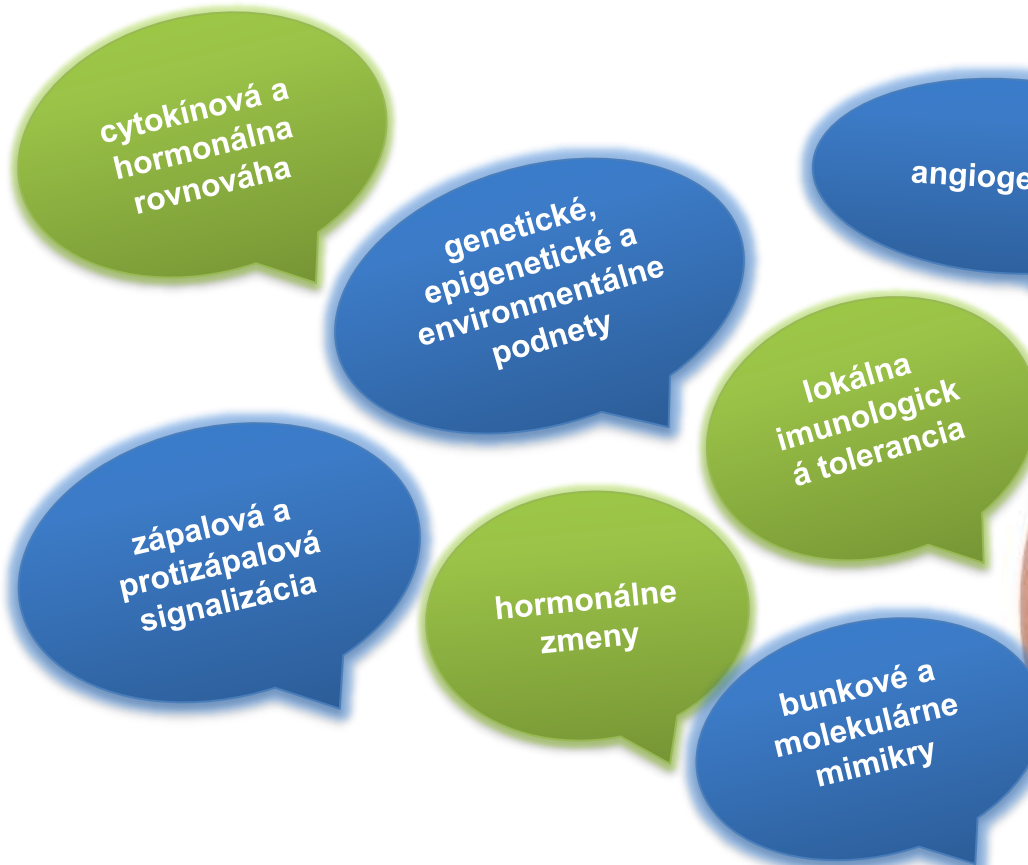 cytokínová a
hormonálna
rovnováha
genetické,
epigenetické a
environmentálne
podnety
angioge
lokálna
imunologick
á tolerancia
zápalová a
protizápalová
signalizácia
hormonálne
zmeny
bunkové a
molekulárne
mimikry